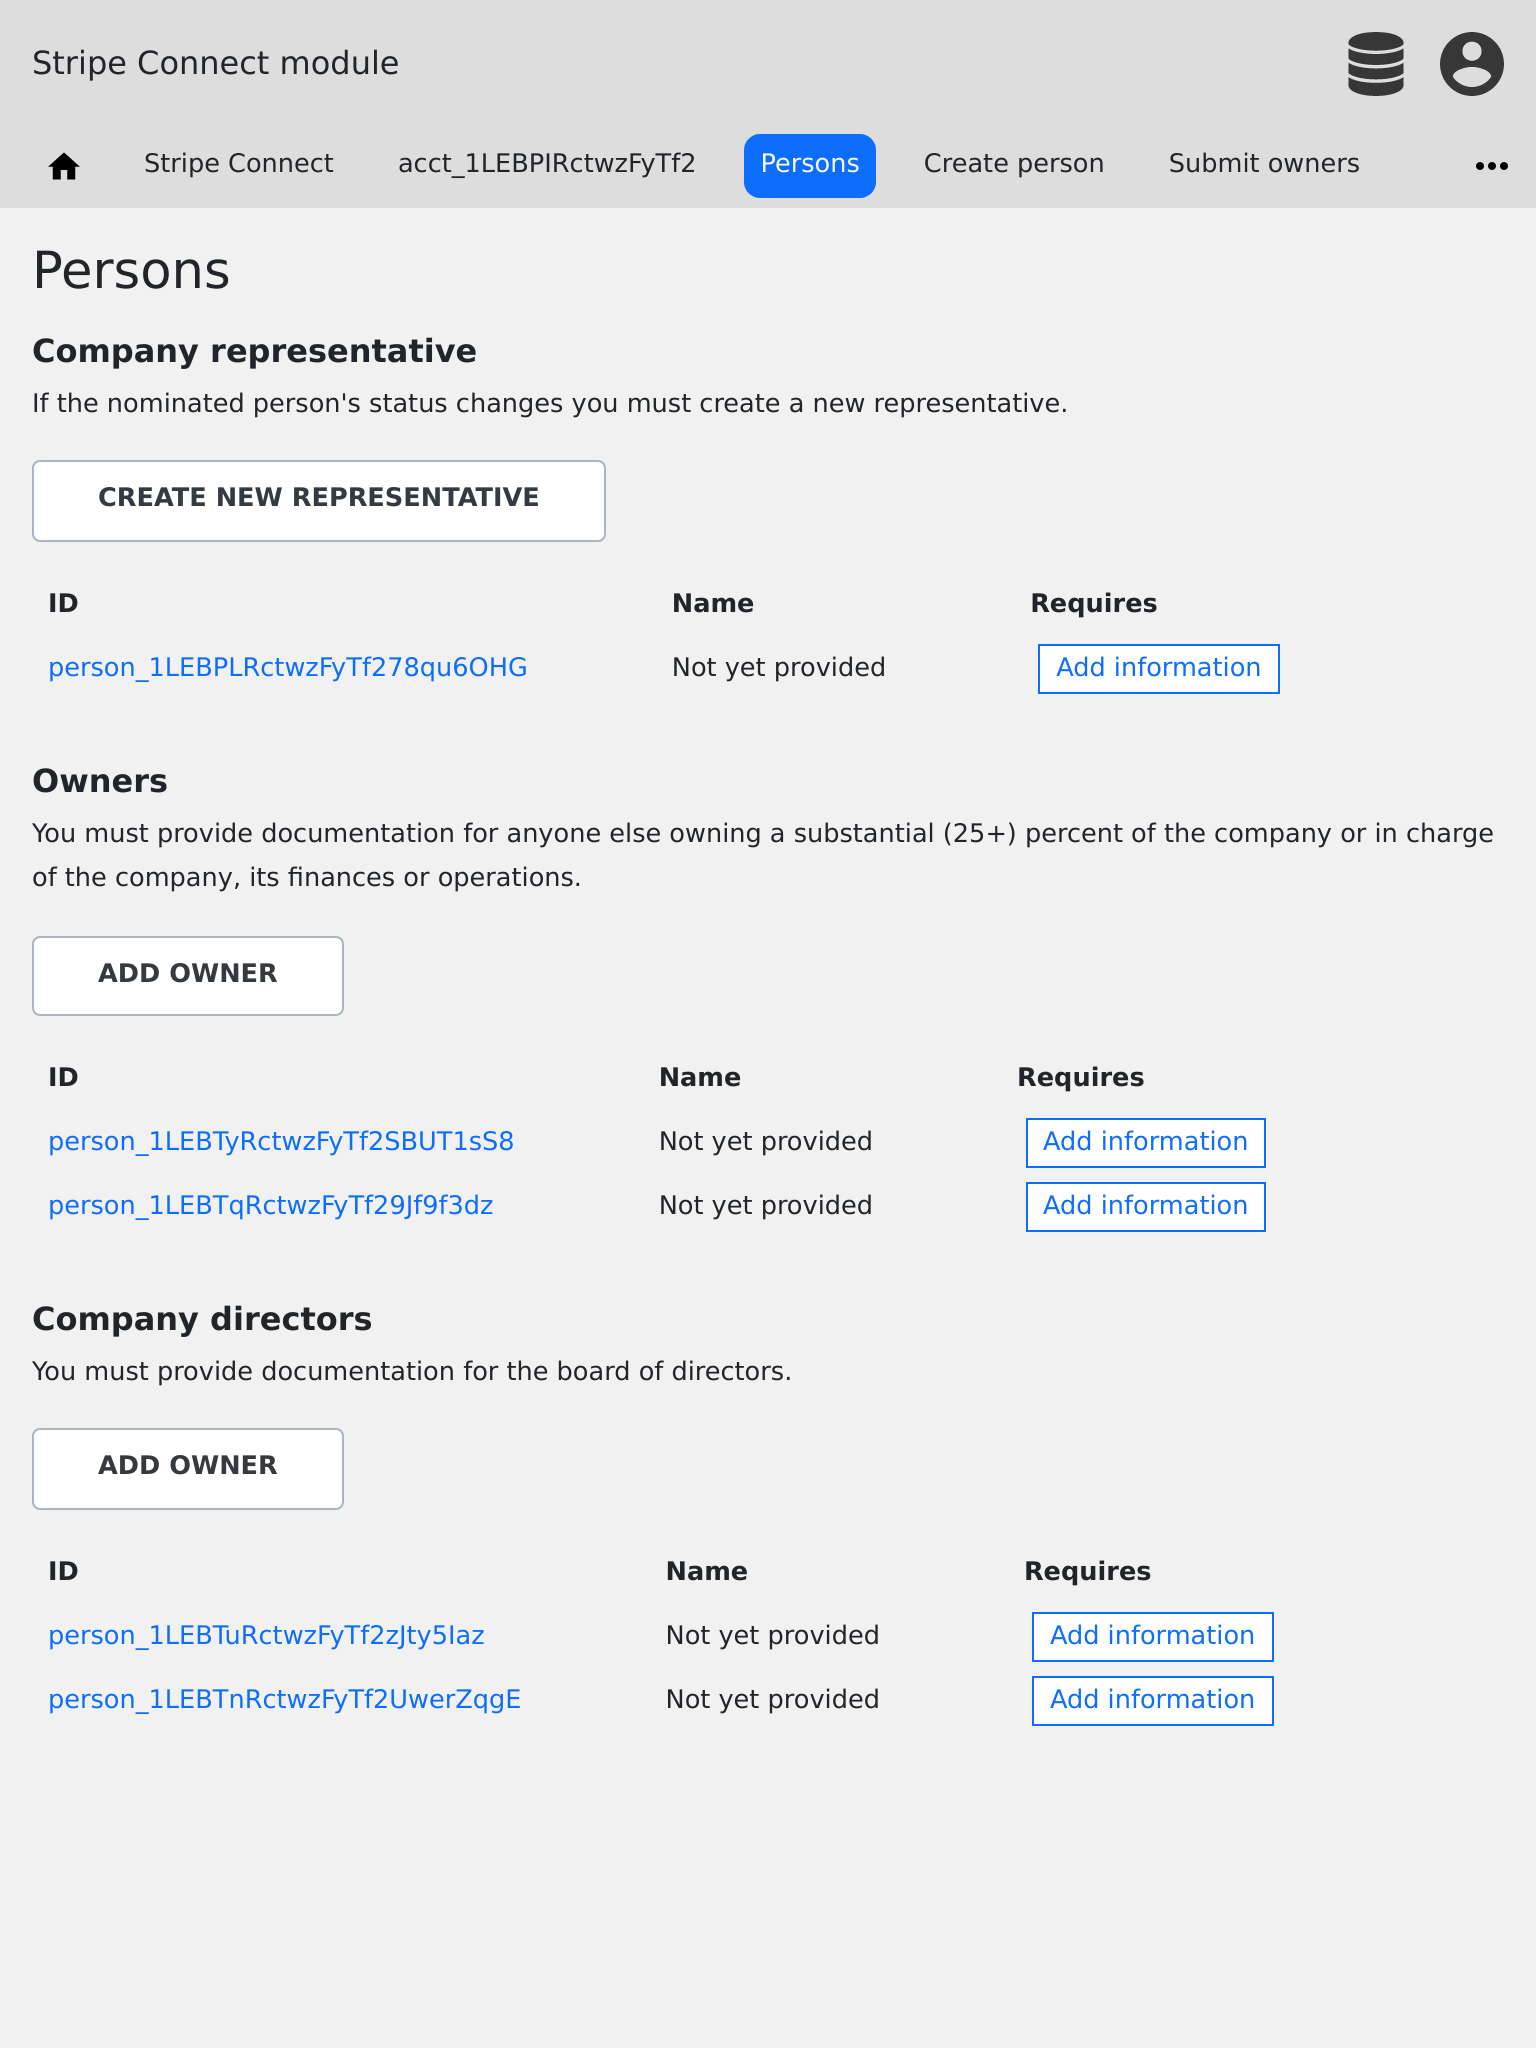 Stripe Connect module
Stripe Connect acct_1LEBPIRctwzFyTf2 Persons Create person Submit owners
Persons
Company representative
If the nominated person's status changes you must create a new representative.
CREATE NEW REPRESENTATIVE
ID Name Requires
person_1LEBPLRctwzFyTf278qu6OHG Not yet provided Add information
Owners
You must provide documentation for anyone else owning a substantial (25+) percent of the company or in charge
of the company, its finances or operations.
ADD OWNER
ID Name Requires
person_1LEBTyRctwzFyTf2SBUT1sS8 Not yet provided Add information
person_1LEBTqRctwzFyTf29Jf9f3dz Not yet provided Add information
Company directors
You must provide documentation for the board of directors.
ADD OWNER
ID Name Requires
person_1LEBTuRctwzFyTf2zJty5Iaz Not yet provided Add information
person_1LEBTnRctwzFyTf2UwerZqgE Not yet provided Add information